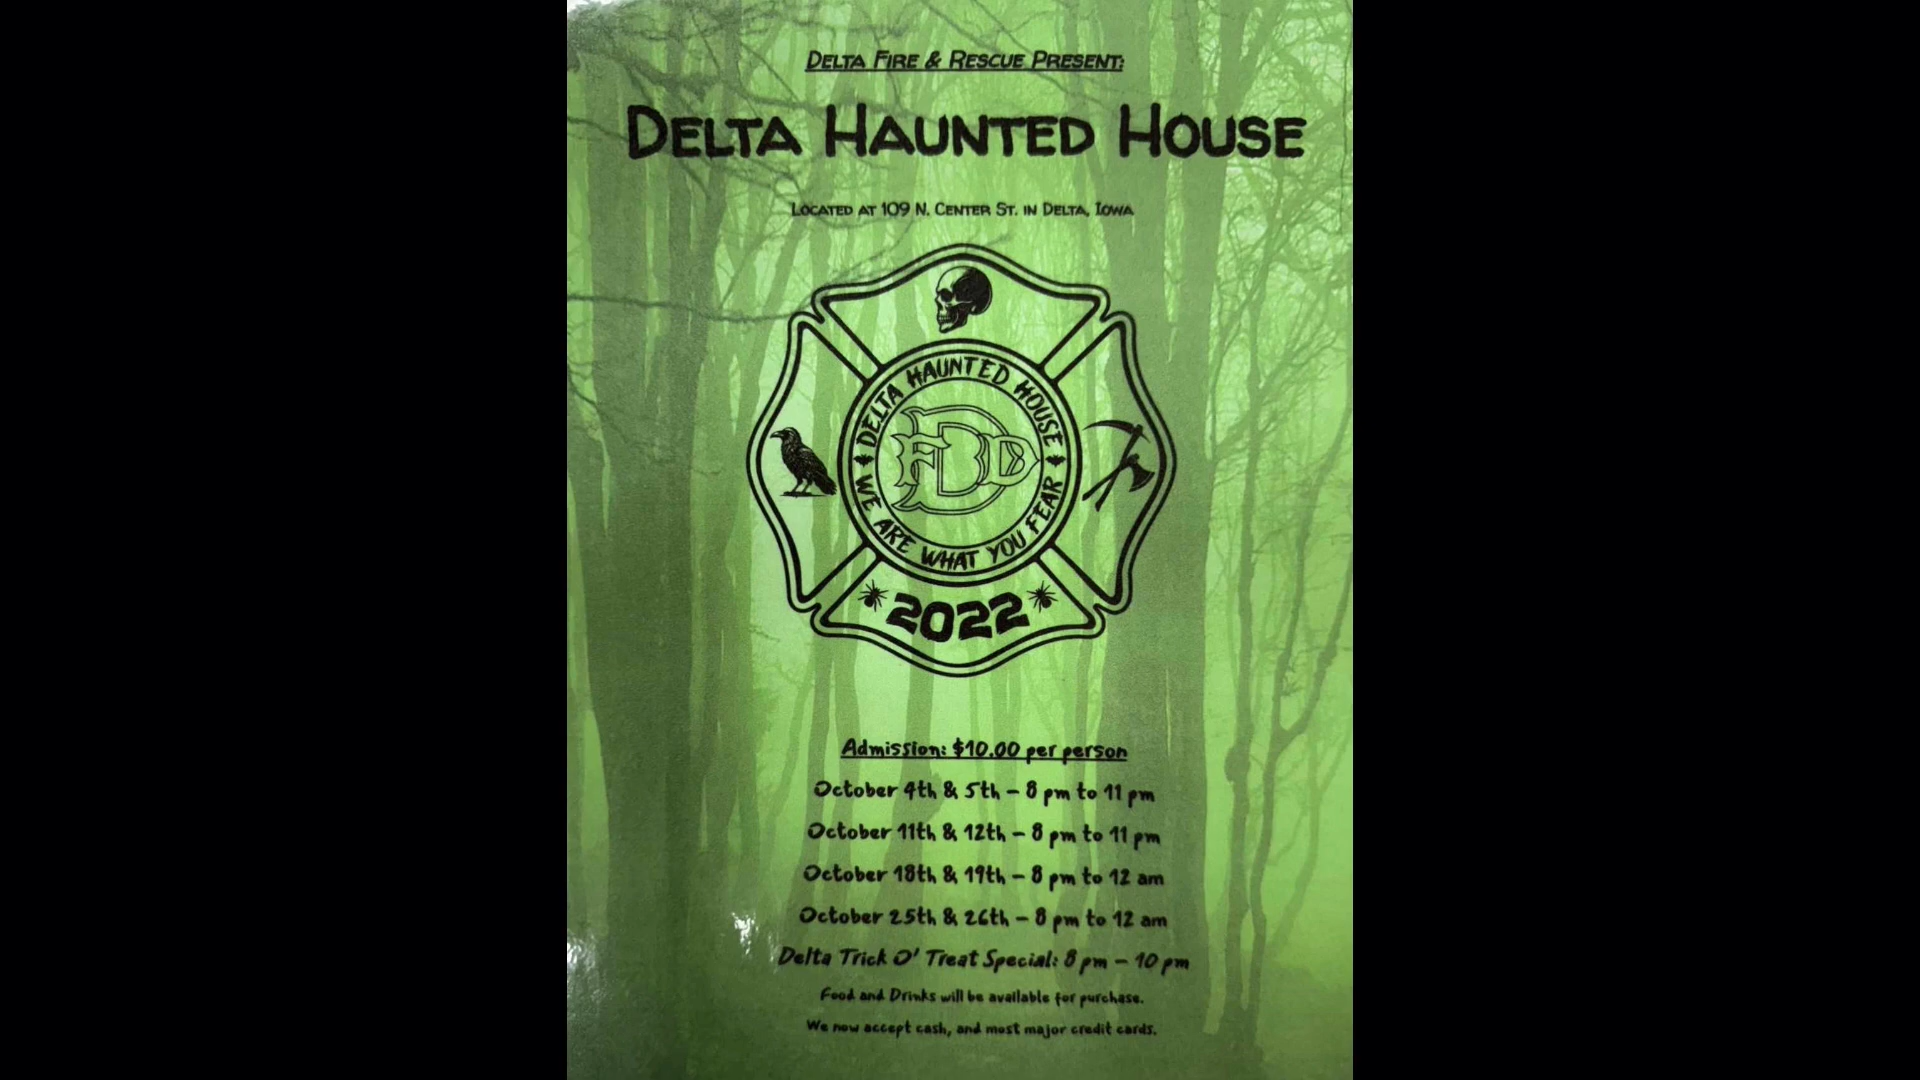 DELTA FIRE & RESCUE PRESENT:
DELTA HAUNTED HOUSE
LOCATED AT 109 N. CENTER ST. IN DELTA, IOWA
DELTA HAUNTED HOUSE
FDD
WE ARE WHAT YOU FEAR
2022
Admission: $10.00 per person
October 4th & 5th – 8 pm to 11 pm
October 11th & 12th – 8 pm to 11 pm
October 18th & 19th – 8 pm to 12 am
October 25th & 26th – 8 pm to 12 am
Delta Trick O' Treat Special: 8 pm – 10 pm
Food and Drinks will be available for purchase.
We now accept cash, and most major credit cards.